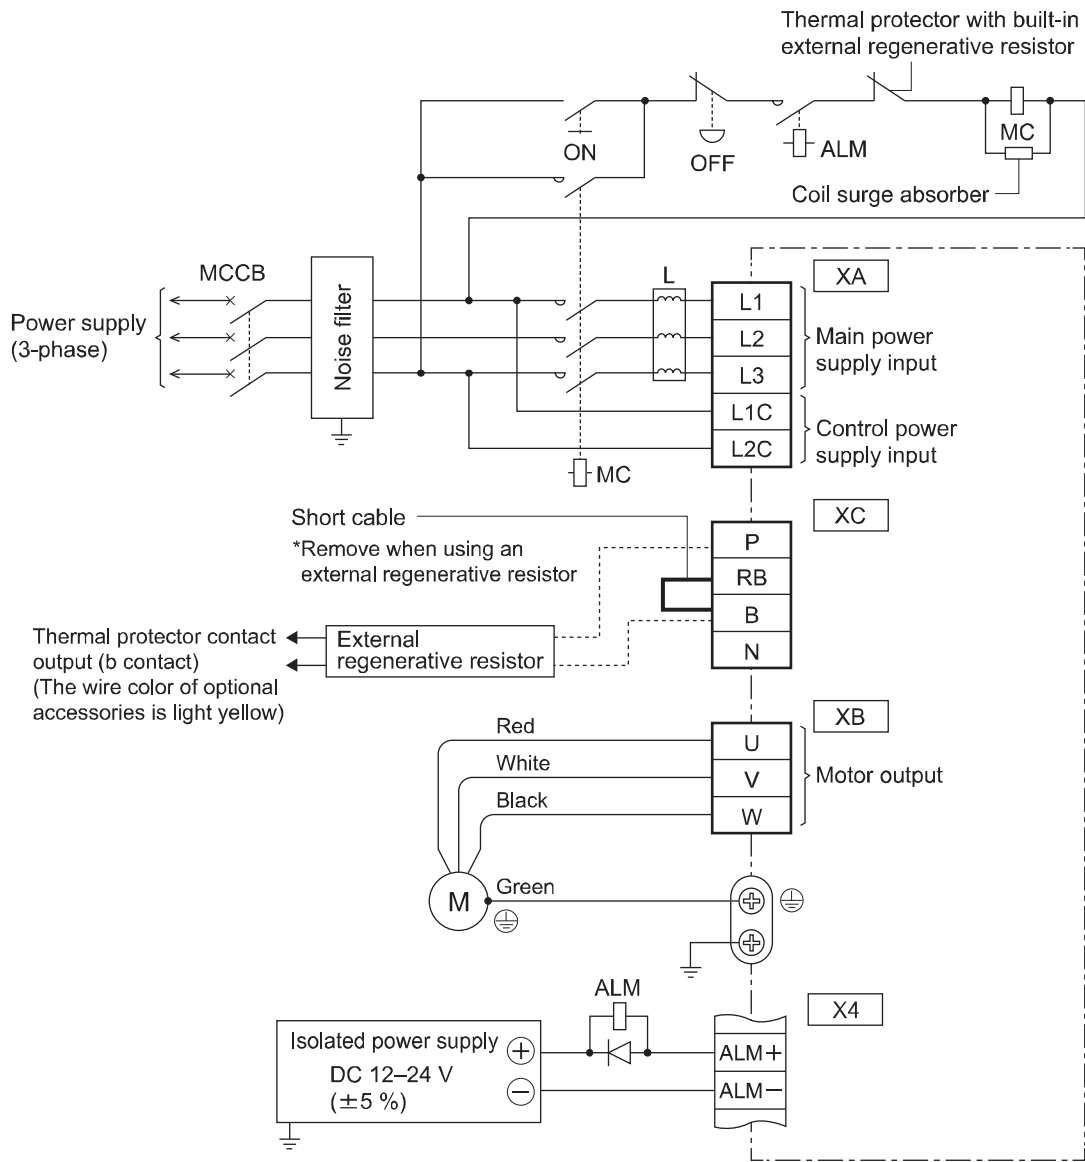 Thermal protector with built-in
external regenerative resistor
ON
OFF
ALM
MC
Coil surge absorber
MCCB
Noise filter
L
XA
Power supply
(3-phase)
L1
L2
L3
L1C
L2C
Main power
supply input
Control power
supply input
MC
XC
Short cable
*Remove when using an
external regenerative resistor
P
RB
B
N
Thermal protector contact
output (b contact)
(The wire color of optional
accessories is light yellow)
External
regenerative resistor
XB
Red
White
Black
U
V
W
Motor output
M
Green
ALM
X4
Isolated power supply
DC 12–24 V
(±5 %)
+
−
ALM+
ALM−